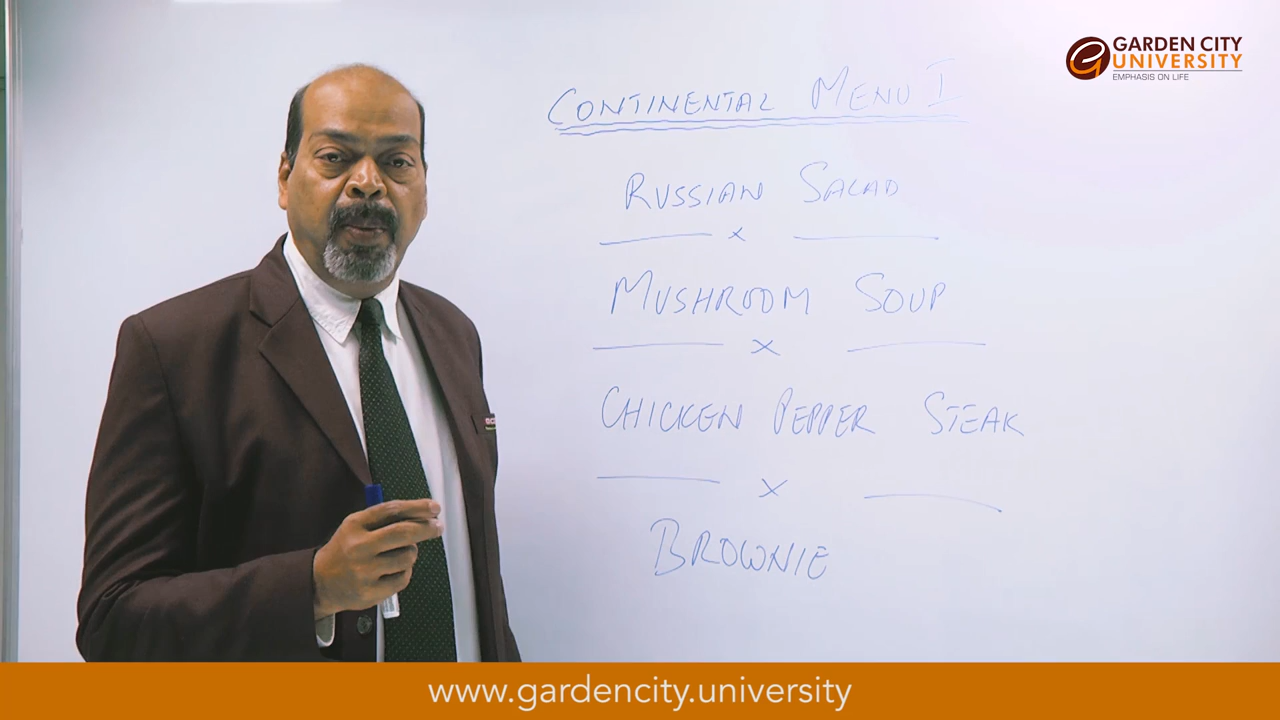 GARDEN CITY
UNIVERSITY
EMPHASIS ON LIFE
CONTINENTAL MENU I
RUSSIAN SALAD
x
MUSHROOM SOUP
x
CHICKEN PEPPER STEAK
x
BROWNIE
www.gardencity.university